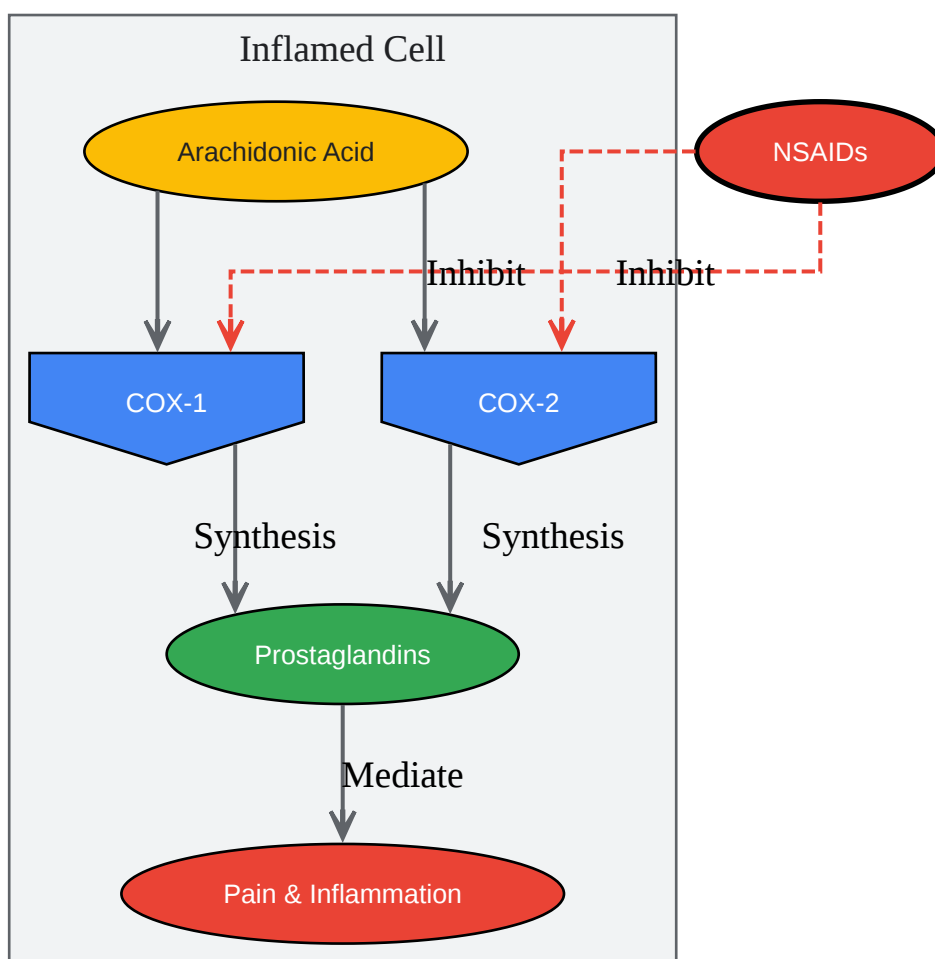 Inflamed Cell
Arachidonic Acid
NSAIDs
Inhibit
Inhibit
COX-1
COX-2
Synthesis
Synthesis
Prostaglandins
Mediate
Pain & Inflammation